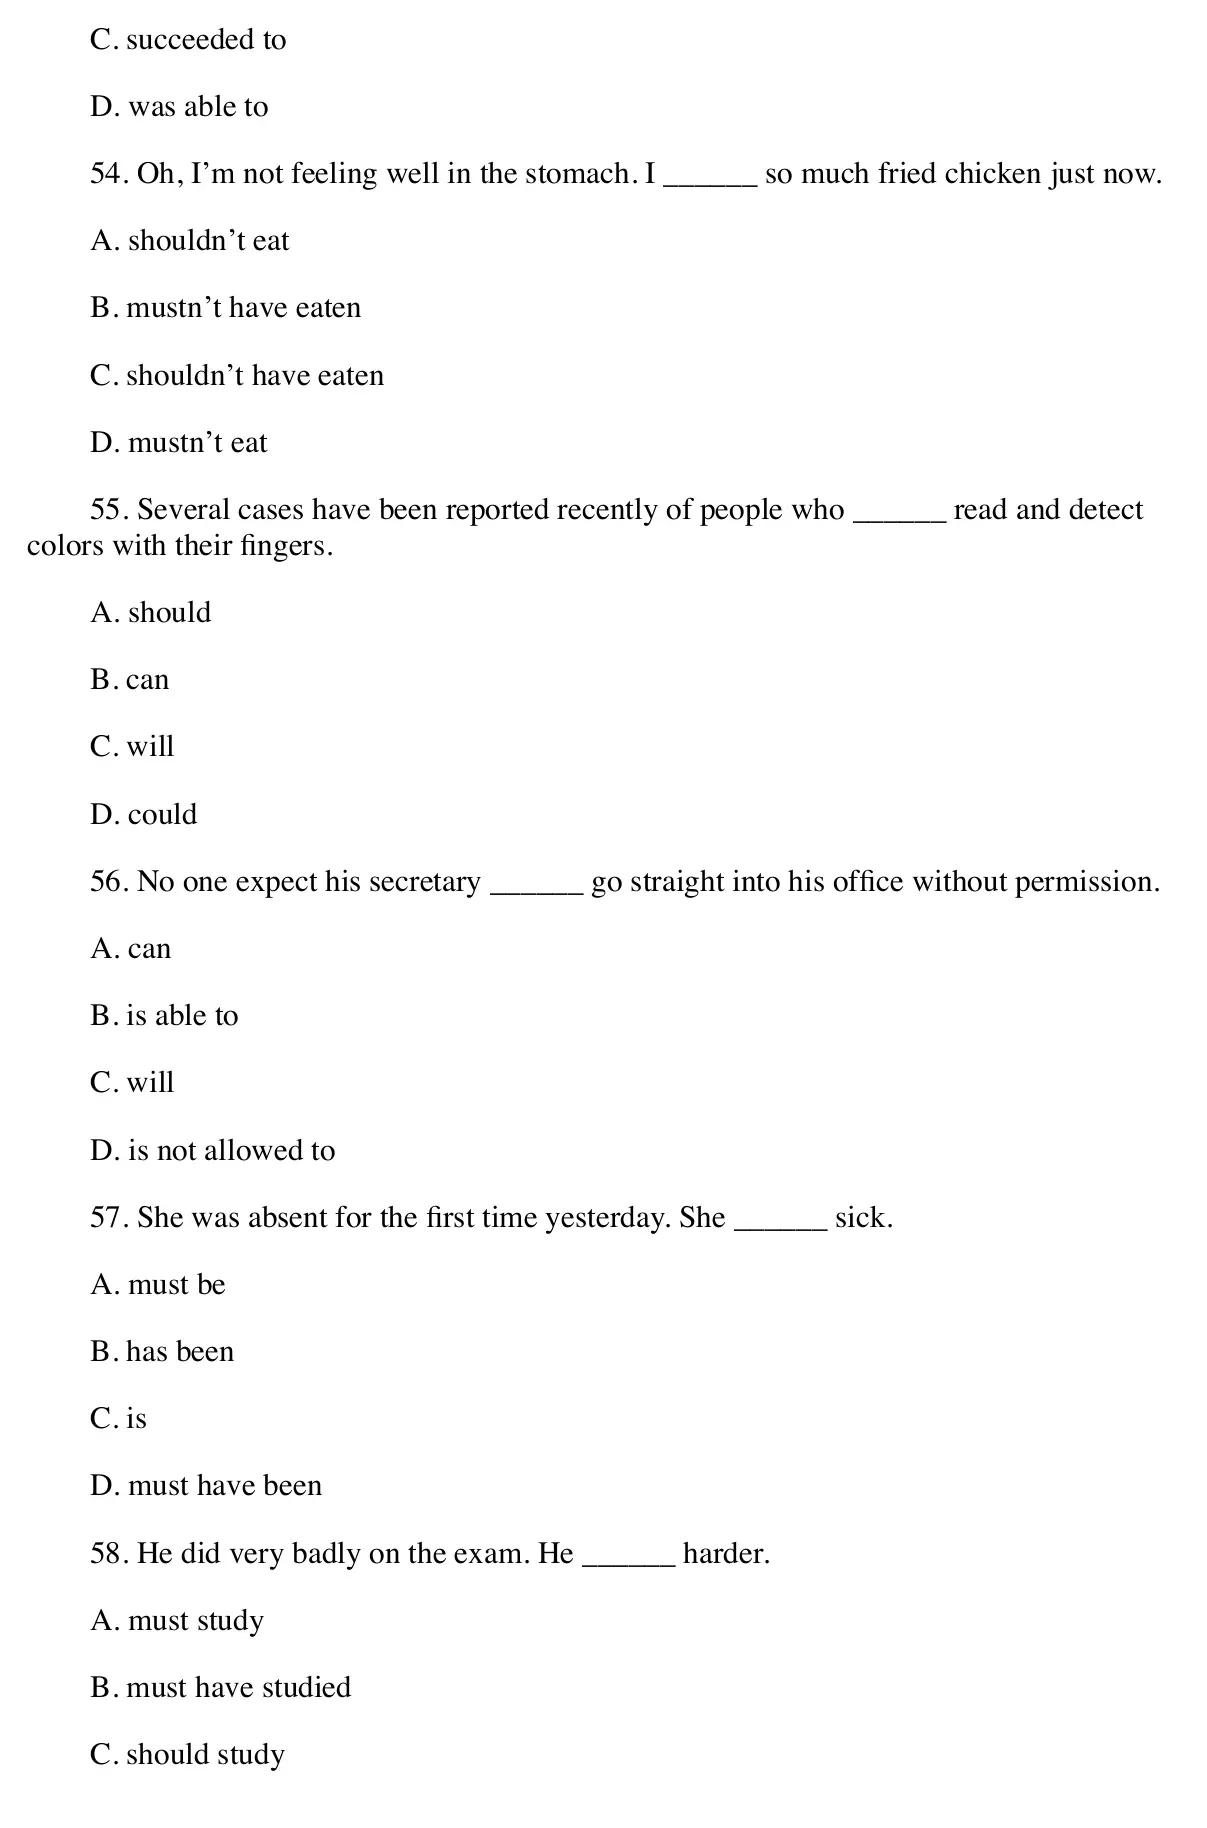 C. succeeded to
D. was able to
54. Oh, I’m not feeling well in the stomach. I ______ so much fried chicken just now.
A. shouldn’t eat
B. mustn’t have eaten
C. shouldn’t have eaten
D. mustn’t eat
55. Several cases have been reported recently of people who ______ read and detect
colors with their fingers.
A. should
B. can
C. will
D. could
56. No one expect his secretary ______ go straight into his office without permission.
A. can
B. is able to
C. will
D. is not allowed to
57. She was absent for the first time yesterday. She ______ sick.
A. must be
B. has been
C. is
D. must have been
58. He did very badly on the exam. He ______ harder.
A. must study
B. must have studied
C. should study